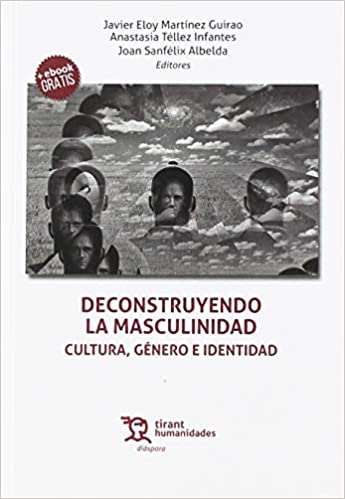 Javier Eloy Martínez Guirao
Anastasia Téllez Infantes
Joan Sanfélix Albelda
Editores
+ ebook
GRATIS
DECONSTRUYENDO
LA MASCULINIDAD
CULTURA, GÉNERO E IDENTIDAD
tirant
humanidades
diáspora